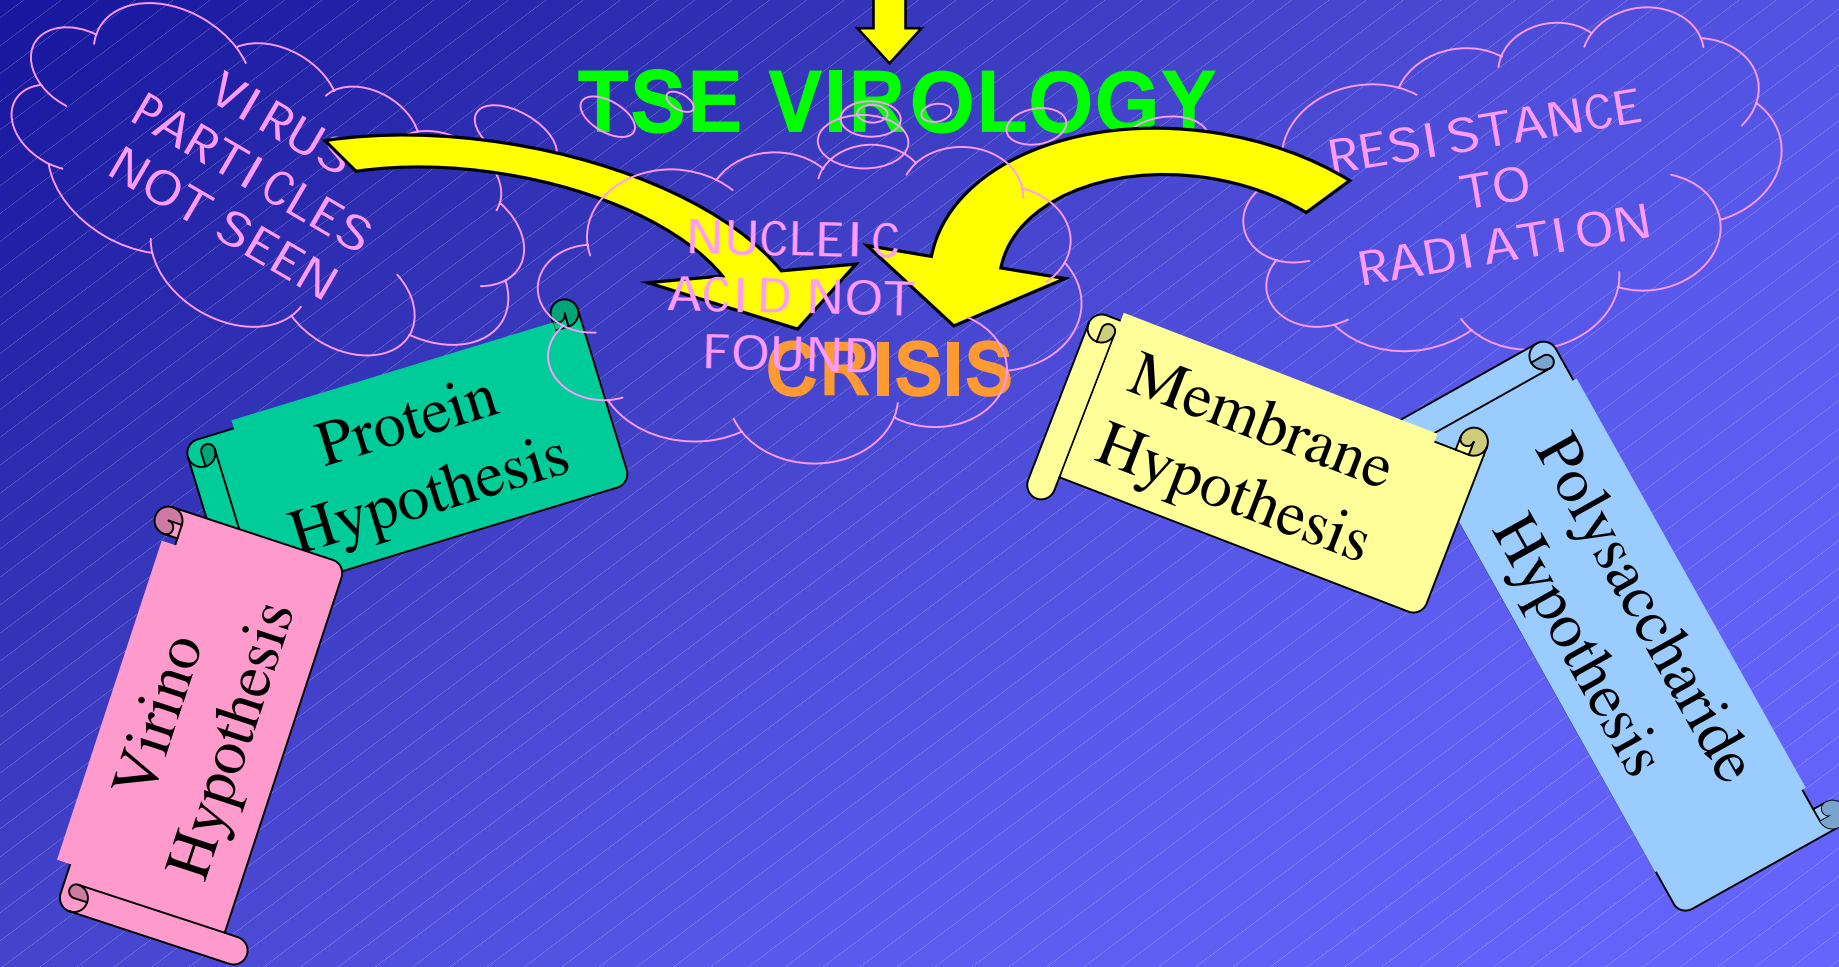 TSE VIROLOGY
VIRUS
PARTICLES
NOT SEEN
NUCLEIC
ACID NOT
FOUND
RESISTANCE
TO
RADIATION
CRISIS
Protein
Hypothesis
Membrane
Hypothesis
Virino
Hypothesis
Polysaccharide
Hypothesis